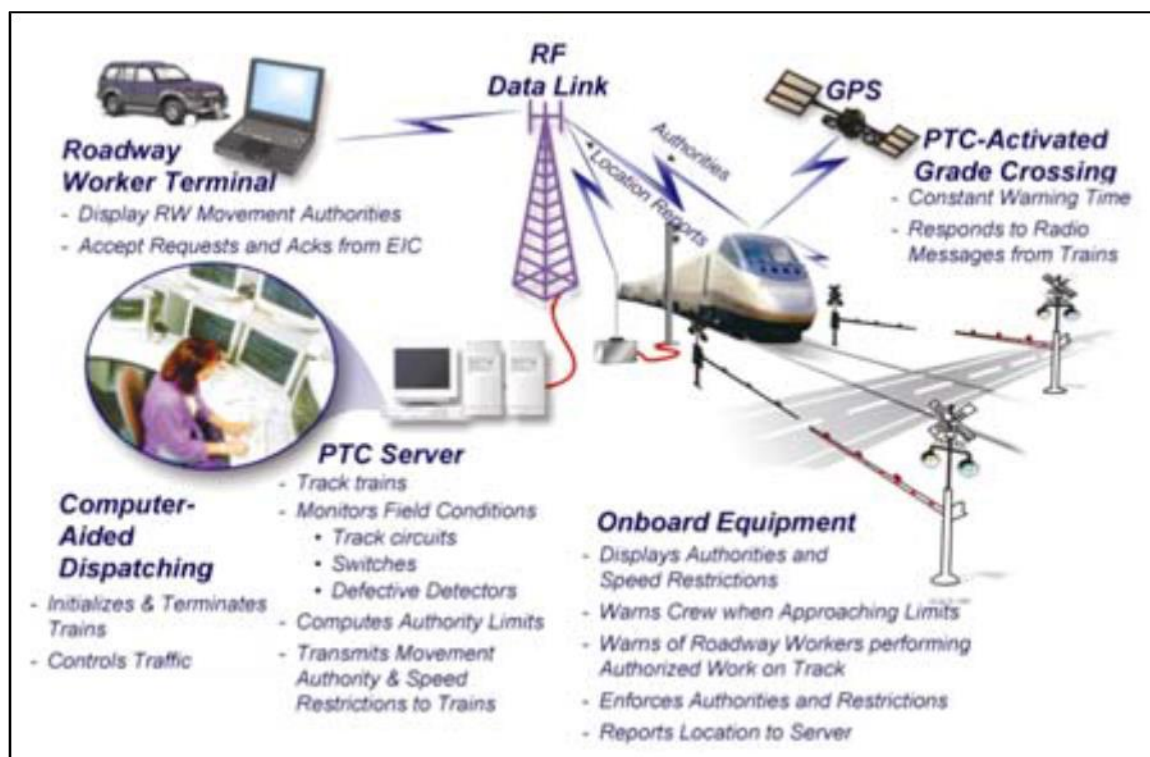 RF
Data Link
GPS
Authorities
Location Reports
Roadway
Worker Terminal
- Display RW Movement Authorities
- Accept Requests and Acks from EIC
PTC-Activated
Grade Crossing
- Constant Warning Time
- Responds to Radio
Messages from Trains
PTC Server
- Track trains
- Monitors Field Conditions
• Track circuits
• Switches
• Defective Detectors
- Computes Authority Limits
- Transmits Movement
Authority & Speed
Restrictions to Trains
Computer-
Aided
Dispatching
- Initializes & Terminates
Trains
- Controls Traffic
Onboard Equipment
- Displays Authorities and
Speed Restrictions
- Warns Crew when Approaching Limits
- Warns of Roadway Workers performing
Authorized Work on Track
- Enforces Authorities and Restrictions
- Reports Location to Server